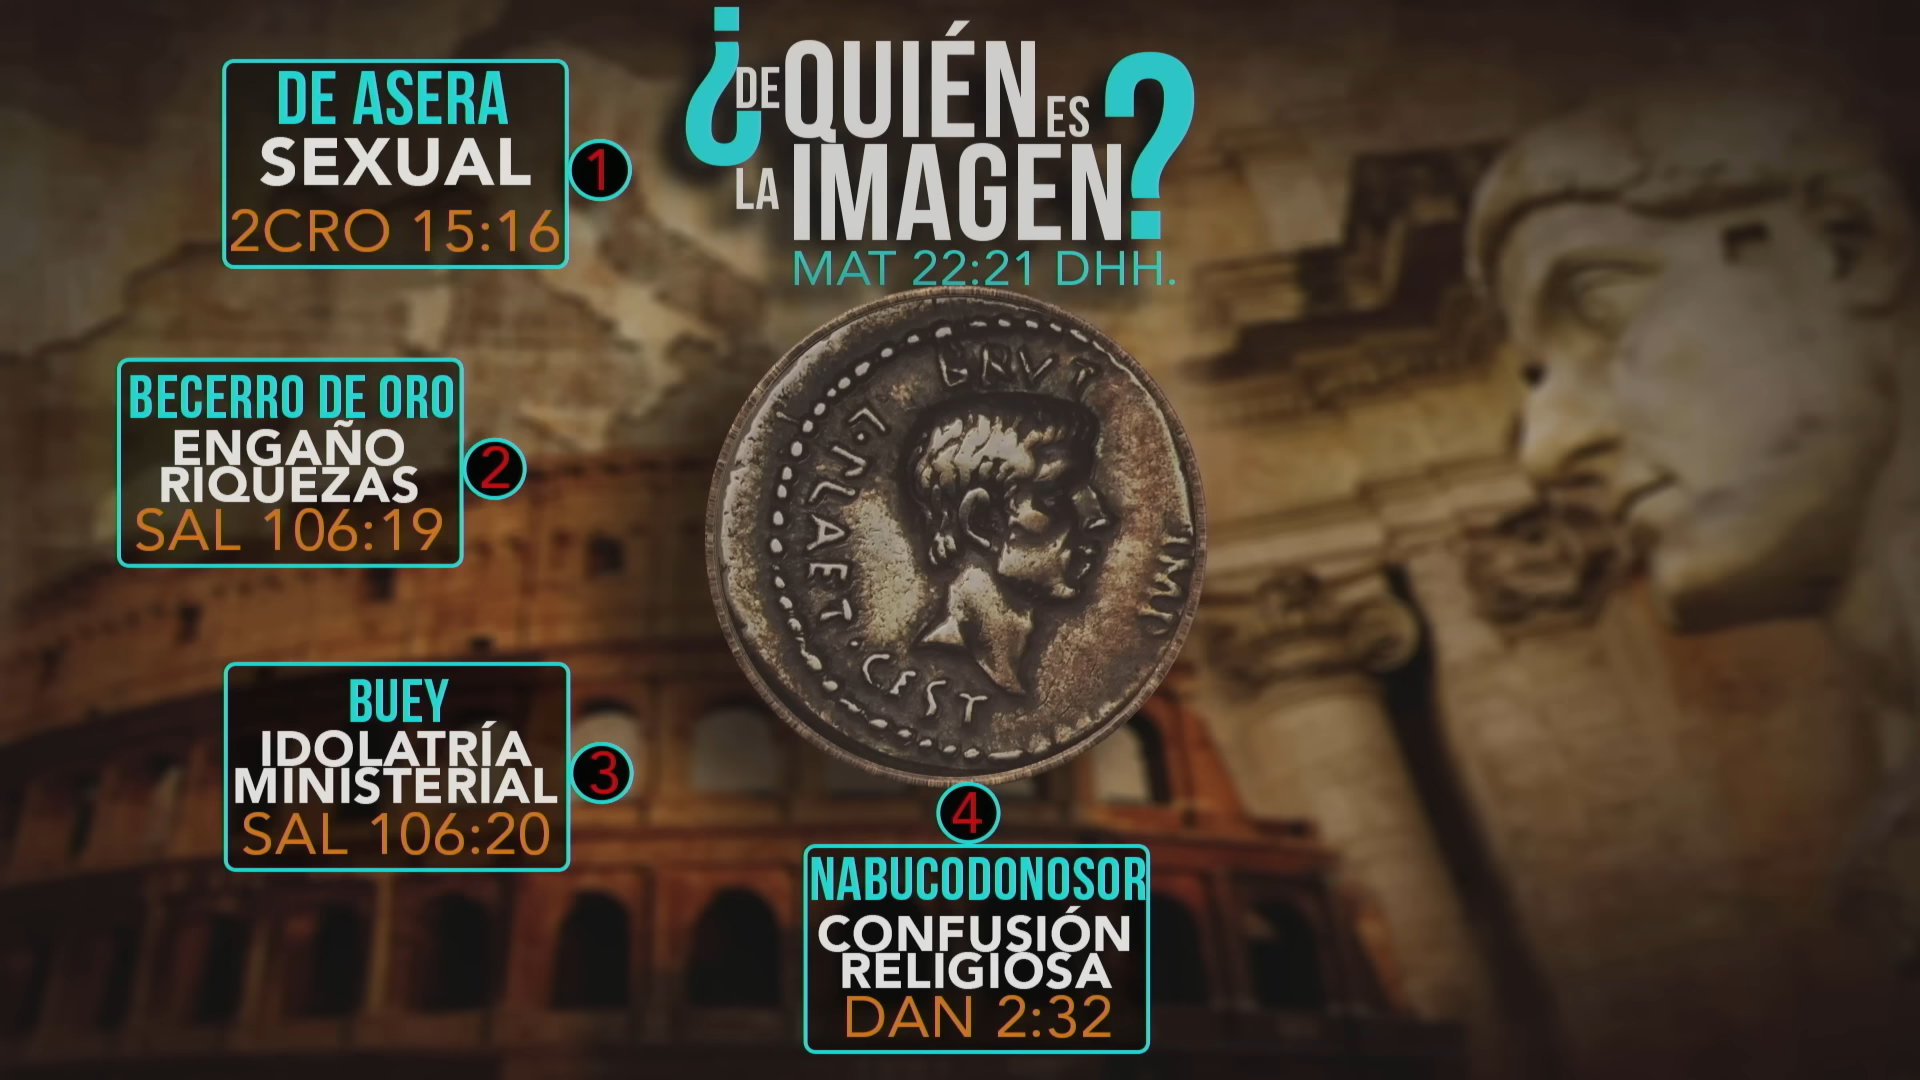 ¿DE QUIÉN ES
LA IMAGEN?
MAT 22:21 DHH.
DE ASERA
SEXUAL
2CRO 15:16
1
BECERRO DE ORO
ENGAÑO
RIQUEZAS
SAL 106:19
2
BUEY
IDOLATRÍA
MINISTERIAL
SAL 106:20
3
BRVT
IMP
L·PLAET·CEST
4
NABUCODONOSOR
CONFUSIÓN
RELIGIOSA
DAN 2:32